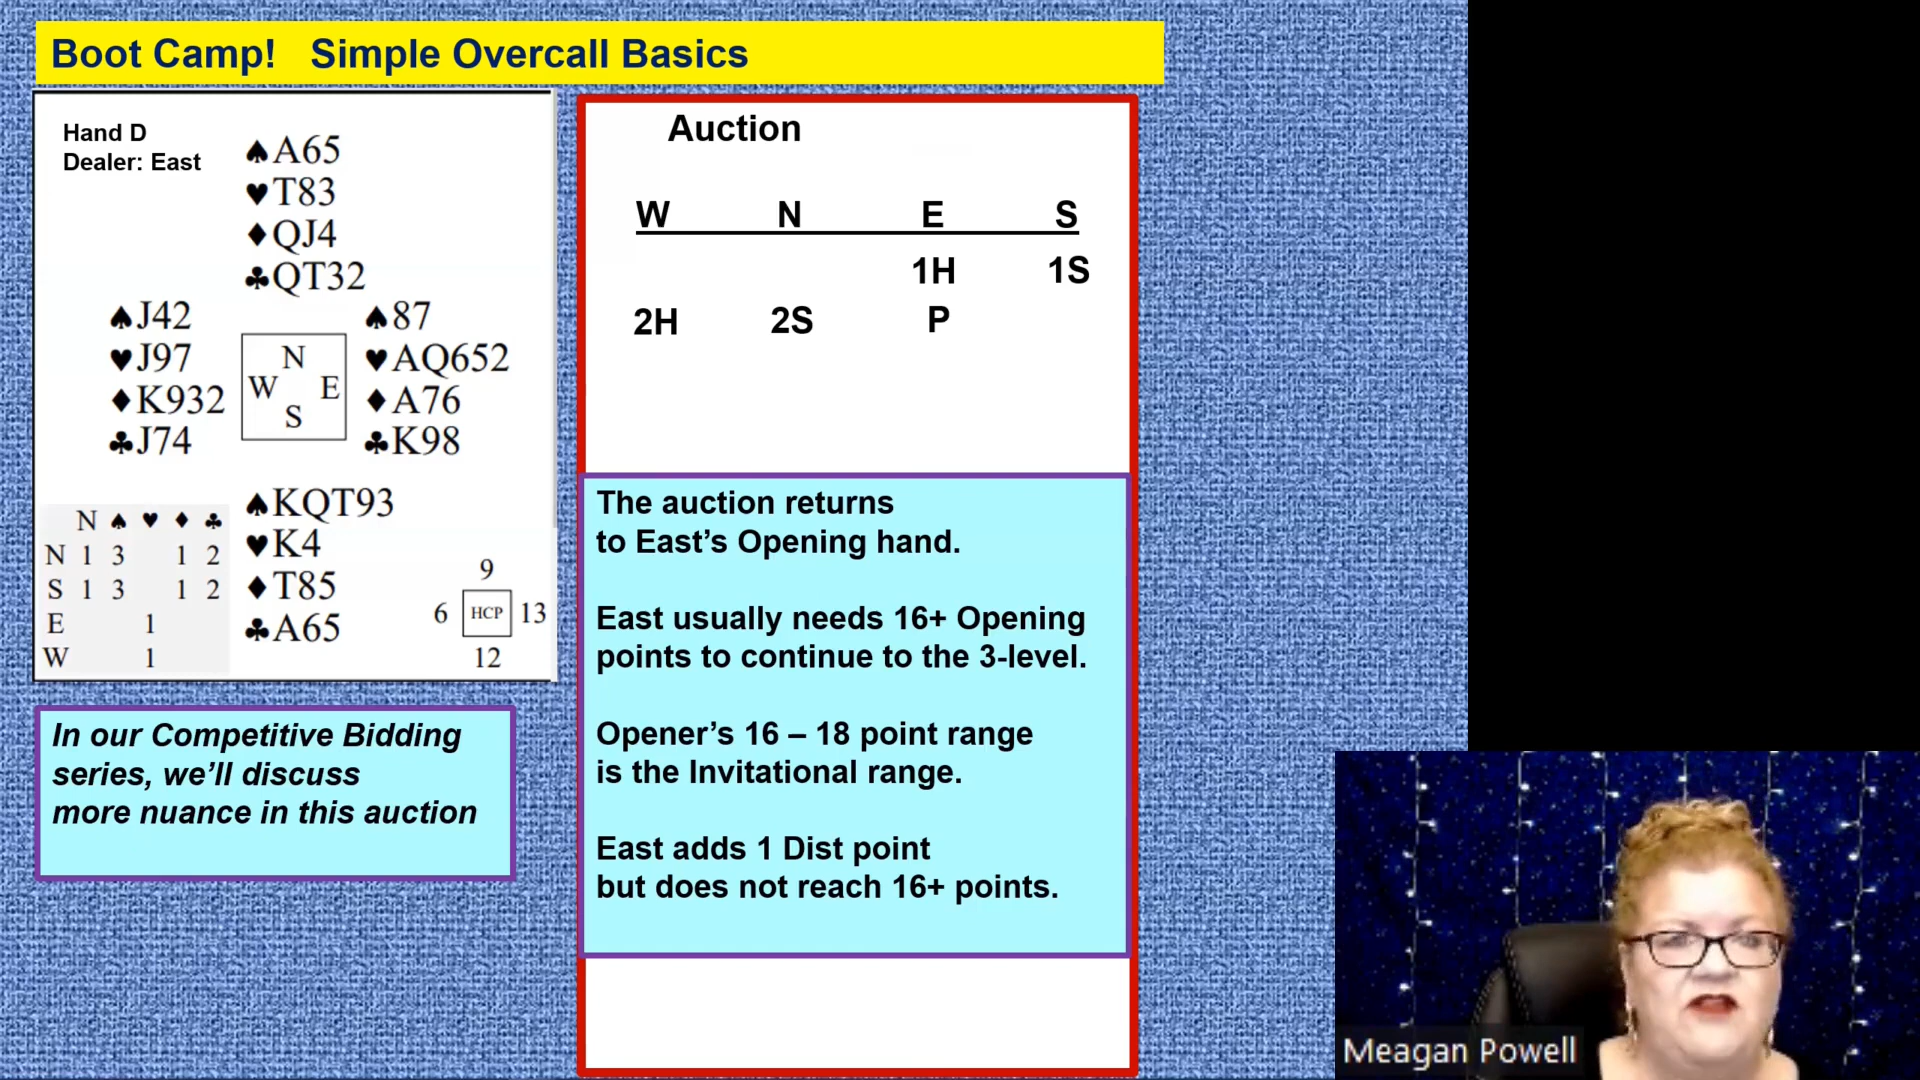 Boot Camp!   Simple Overcall Basics
Hand D
Dealer: East
♠A65
♥T83
♦QJ4
♣QT32
♠J42
♥J97
♦K932
♣J74
N
W E
S
♠87
♥AQ652
♦A76
♣K98
♠KQT93
♥K4
♦T85
♣A65
N ♠ ♥ ♦ ♣
N 1 3 1 2
S 1 3 1 2
E 1
W 1
9
6 HCP 13
12
In our Competitive Bidding
series, we’ll discuss
more nuance in this auction
Auction
W N E S
1H 1S
2H 2S P
The auction returns
to East’s Opening hand.
East usually needs 16+ Opening
points to continue to the 3-level.
Opener’s 16 – 18 point range
is the Invitational range.
East adds 1 Dist point
but does not reach 16+ points.
Meagan Powell